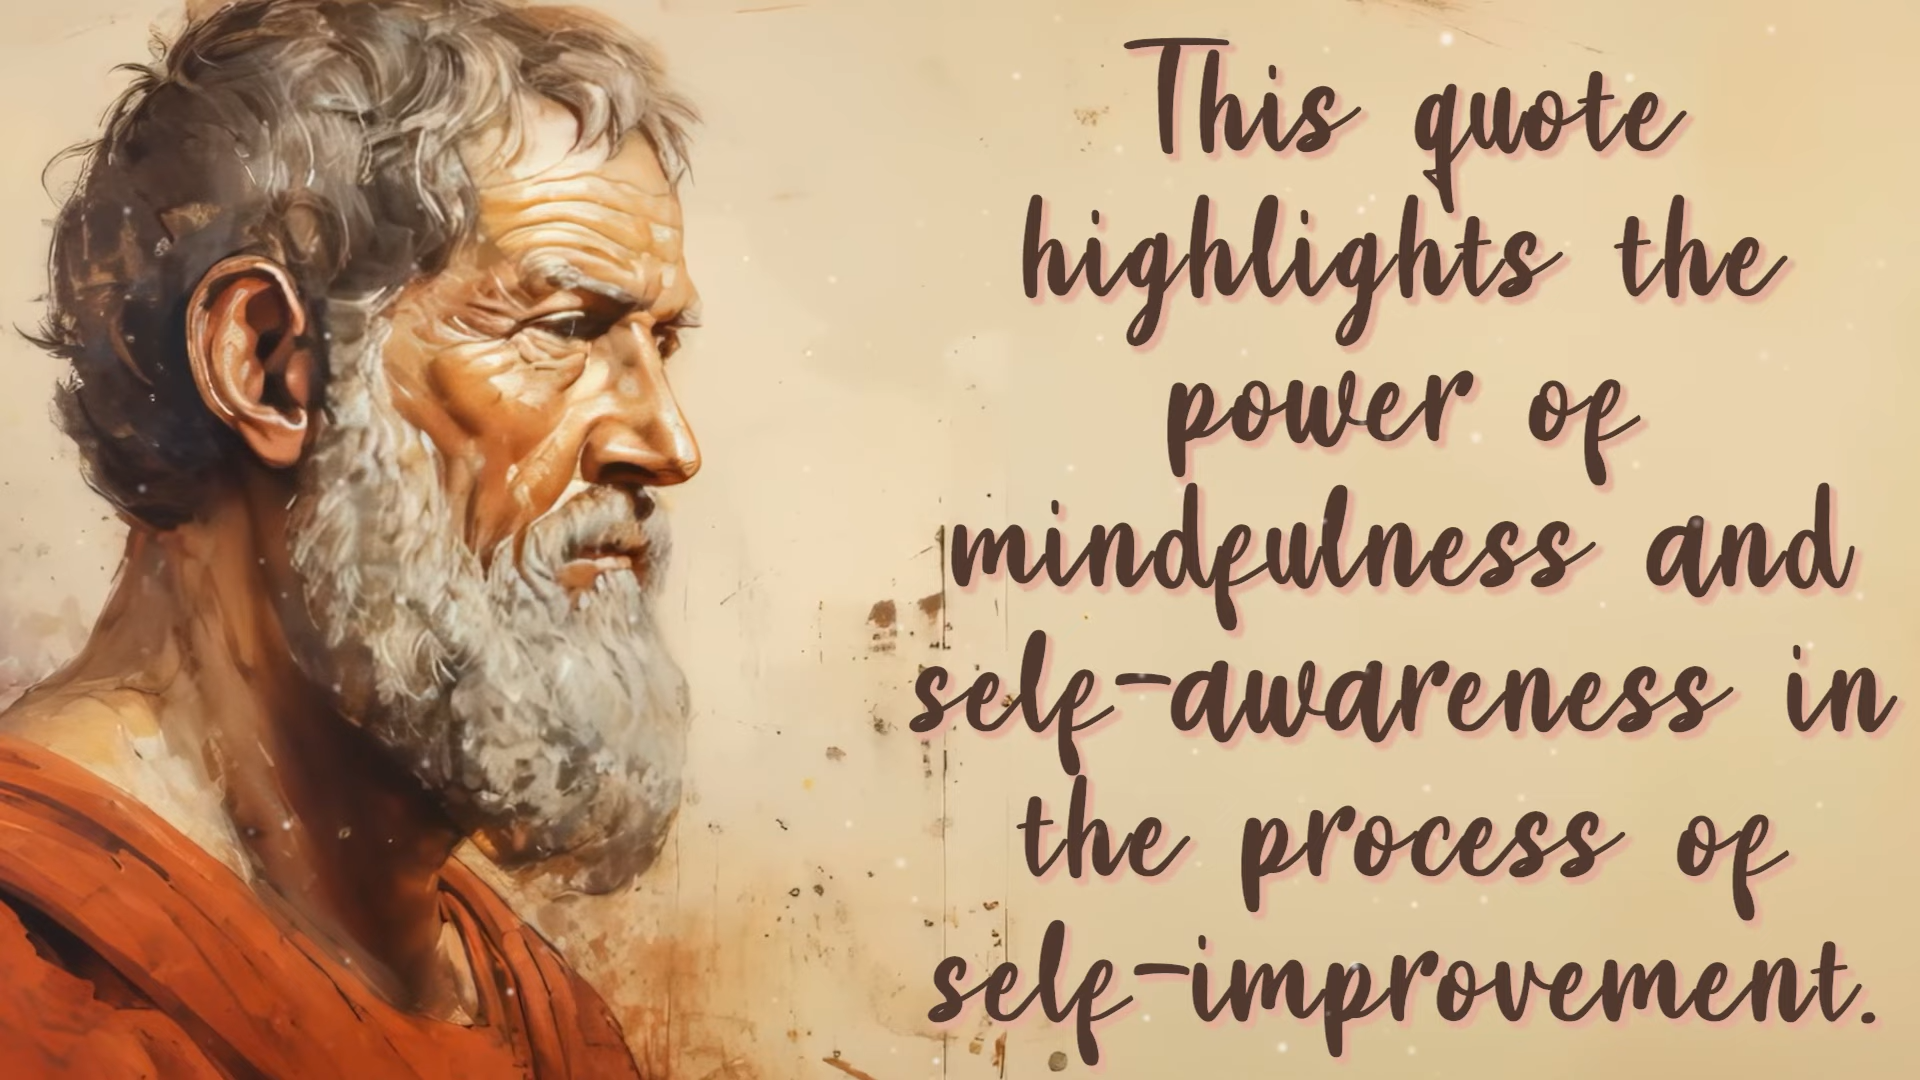 This quote
highlights the
power of
mindfulness and
self-awareness in
the process of
self-improvement.